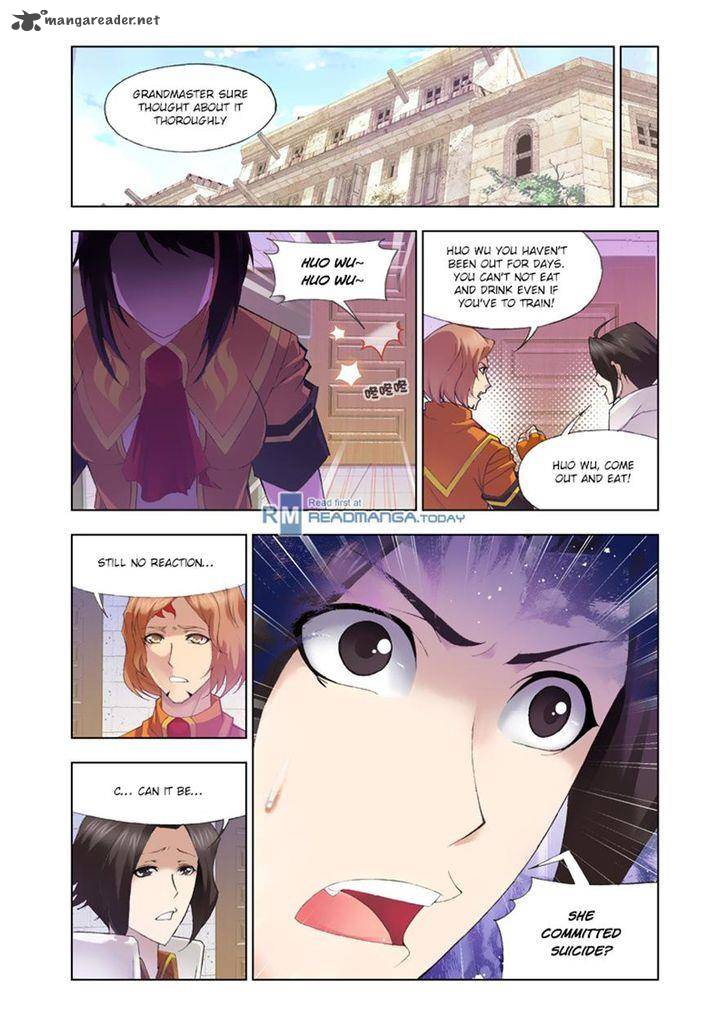 mangareader.net
GRANDMASTER SURE
THOUGHT ABOUT IT
THOROUGHLY
HUO WU~
HUO WU~
HUO WU YOU HAVEN'T
BEEN OUT FOR DAYS.
YOU CAN'T NOT EAT
AND DRINK EVEN IF
YOU'VE TO TRAIN!
咚咚咚
HUO WU, COME
OUT AND EAT!
Read first at
RM READMANGA.TODAY
STILL NO REACTION...
C... CAN IT BE...
SHE
COMMITTED
SUICIDE?